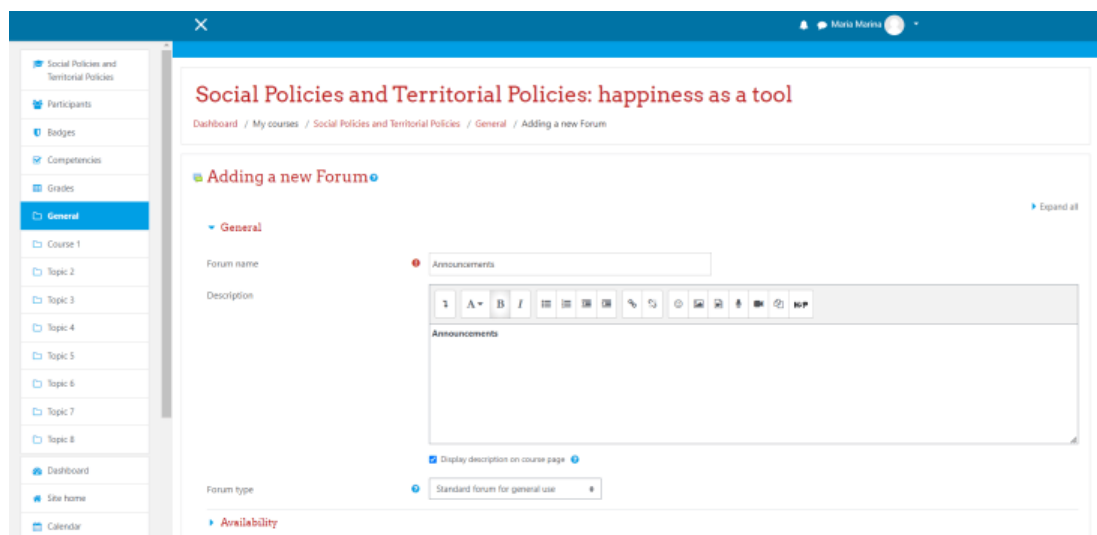 Maria Marina
Social Policies and
Territorial Policies
Participants
Badges
Competencies
Grades
General
Course 1
Topic 2
Topic 3
Topic 4
Topic 5
Topic 6
Topic 7
Topic 8
Dashboard
Site home
Calendar
Social Policies and Territorial Policies: happiness as a tool
Dashboard / My courses / Social Policies and Territorial Policies / General / Adding a new Forum
Adding a new Forum
Expand all
General
Forum name
Announcements
Description
A B I H-P
Announcements
Display description on course page
Forum type
Standard forum for general use
Availability